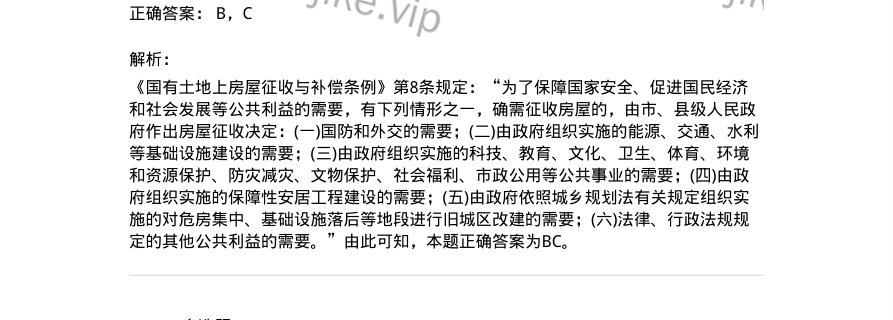 jike.vip
正确答案： B，C
解析：
《国有土地上房屋征收与补偿条例》第8条规定：“为了保障国家安全、促进国民经济
和社会发展等公共利益的需要，有下列情形之一，确需征收房屋的，由市、县级人民政
府作出房屋征收决定：(一)国防和外交的需要；(二)由政府组织实施的能源、交通、水利
等基础设施建设的需要；(三)由政府组织实施的科技、教育、文化、卫生、体育、环境
和资源保护、防灾减灾、文物保护、社会福利、市政公用等公共事业的需要；(四)由政
府组织实施的保障性安居工程建设的需要；(五)由政府依照城乡规划法有关规定组织实
施的对危房集中、基础设施落后等地段进行旧城区改建的需要；(六)法律、行政法规规
定的其他公共利益的需要。”由此可知，本题正确答案为BC。